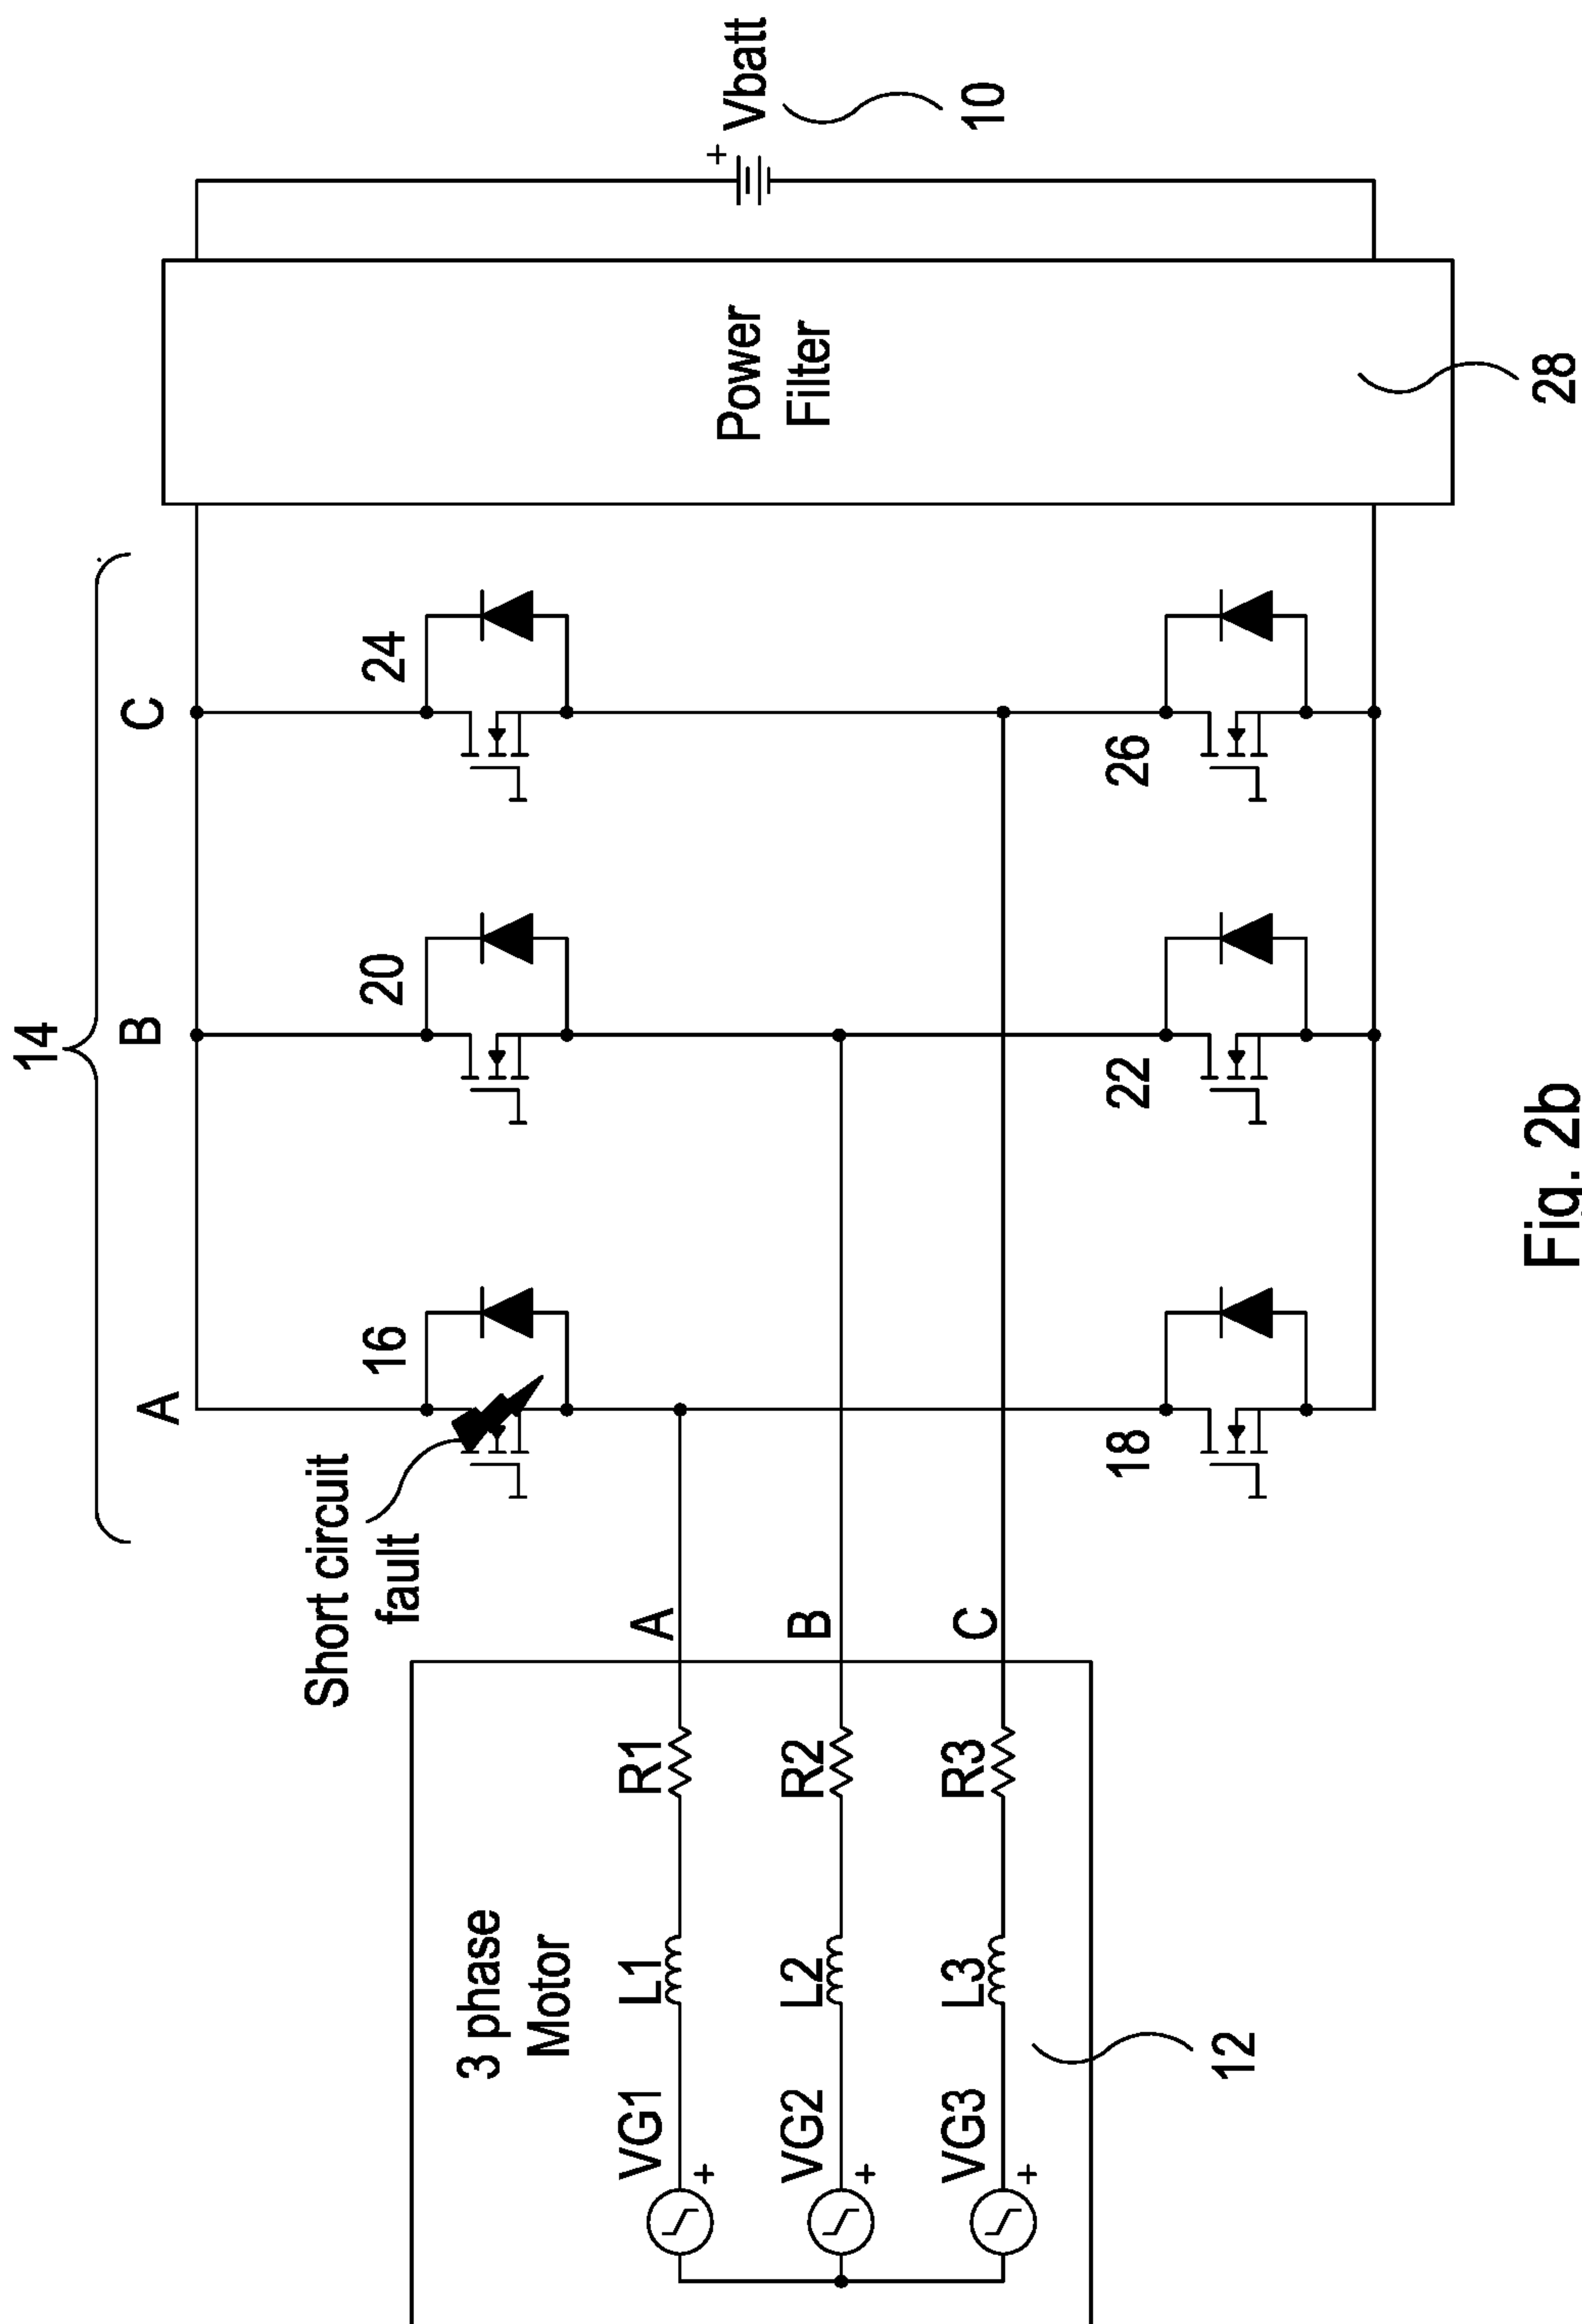 14
A
B
C
Short circuit
fault
16
20
24
Power
Filter
+
Vbatt
10
3 phase
Motor
VG1
L1
R1
A
+
VG2
L2
R2
B
+
VG3
L3
R3
C
+
18
22
26
12
28
Fig. 2b